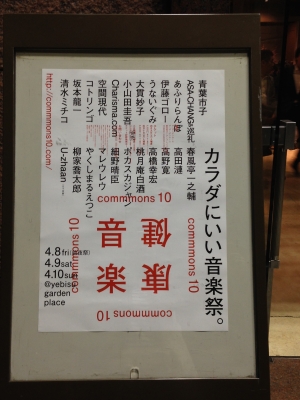 カラダにいい音楽祭。
commmons 10
青葉市子
ASA-CHANG&巡礼
あふりらんぽ
伊藤ゴロー
うないぐみ
大貫妙子
小山田圭吾
Charisma.com
空間現代
コトリンゴ
坂本龍一
清水ミチコ
春風亭一之輔
高田漣
高野寛
高橋幸宏
桃月庵白酒
ボカスカジャン
細野晴臣
マレウレウ
やくしまるえつこ
柳家喬太郎
U-zhaan
http://commmons10.com/
commmons 10
健康
音楽
commmons 10
commmons 10
4.8 fri
4.9 sat
4.10 sun
@yebisu
garden
place